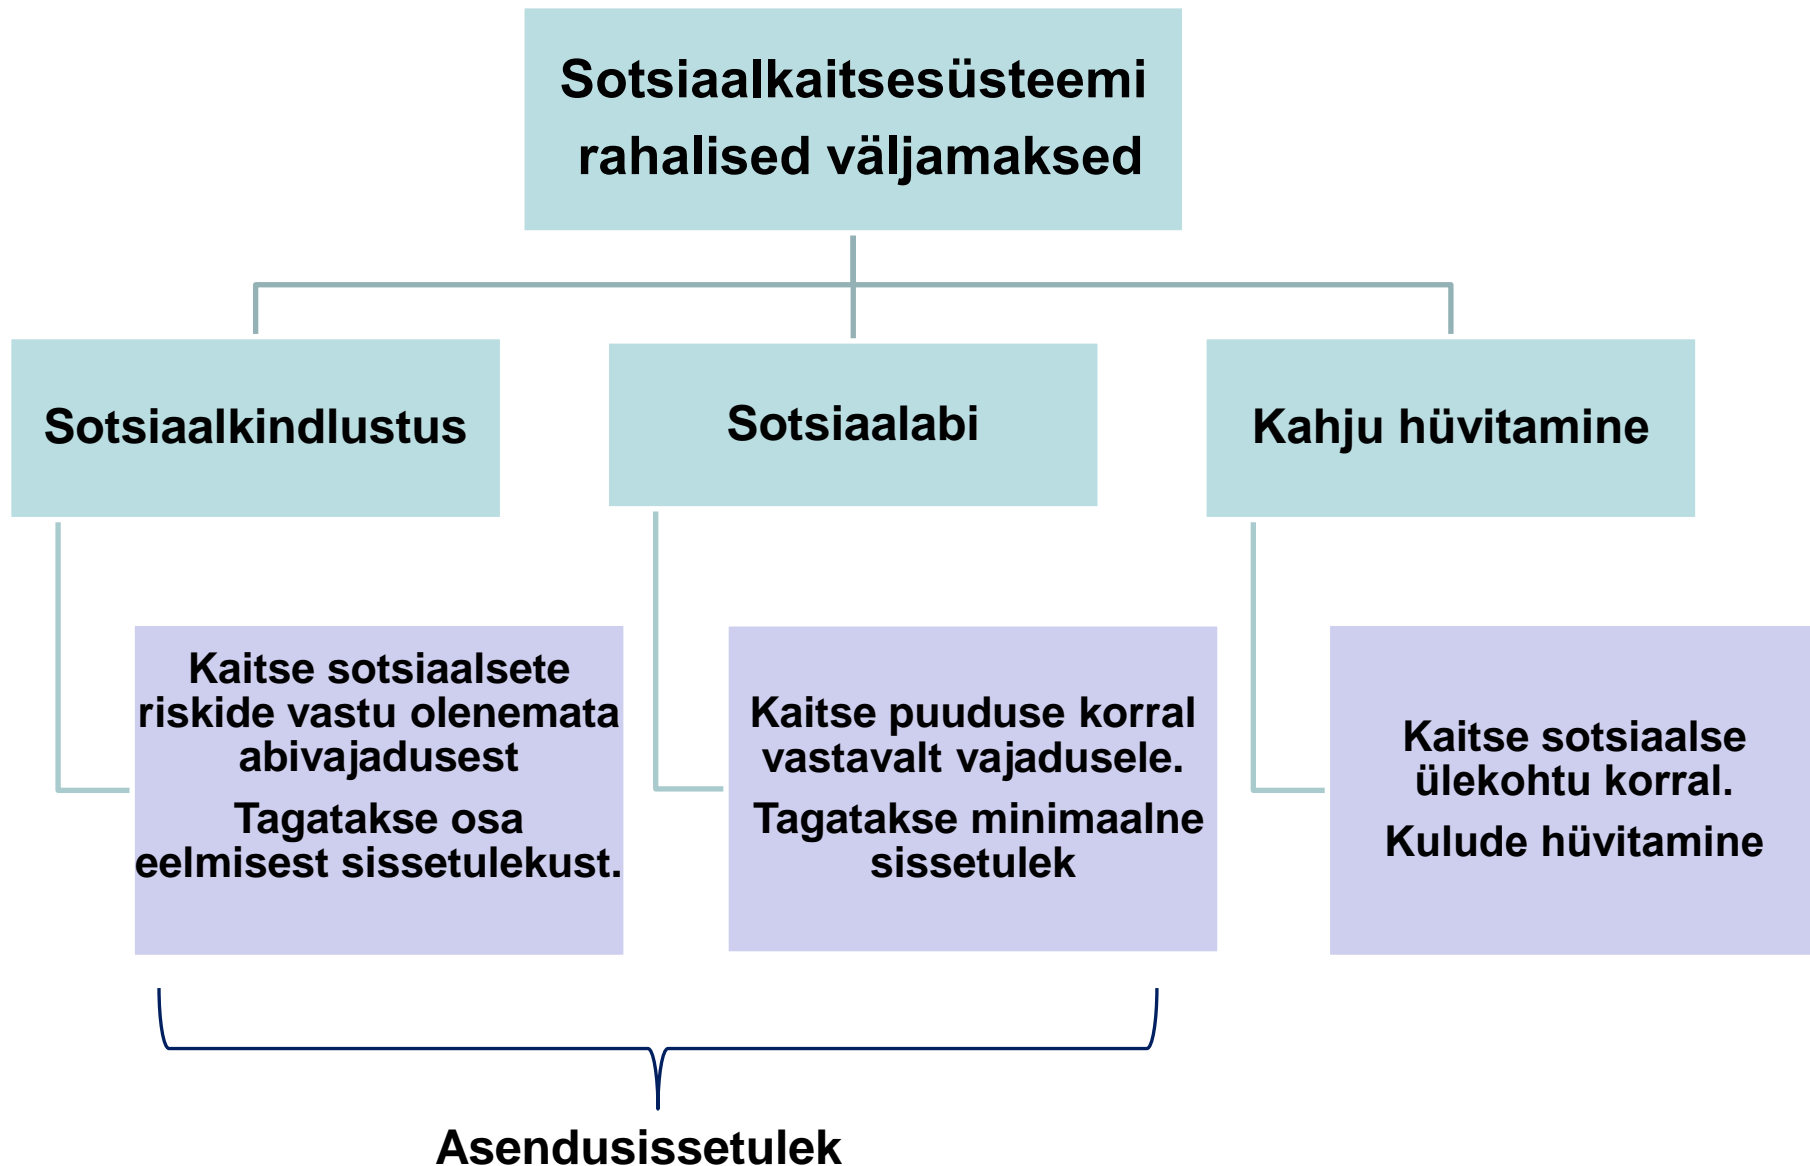 Sotsiaalkaitsesüsteemi
rahalised väljamaksed
Sotsiaalkindlustus
Sotsiaalabi
Kahju hüvitamine
Kaitse sotsiaalsete
riskide vastu olenemata
abivajadusest
Tagatakse osa
eelmisest sissetulekust.
Kaitse puuduse korral
vastavalt vajadusele.
Tagatakse minimaalne
sissetulek
Kaitse sotsiaalse
ülekohtu korral.
Kulude hüvitamine
Asendusissetulek